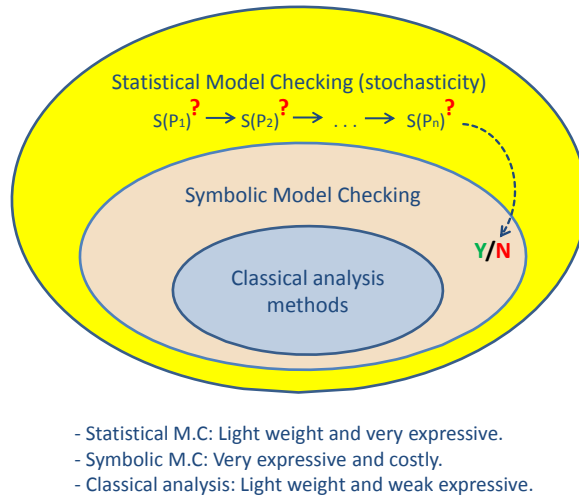 Statistical Model Checking (stochasticity)
S(P1)? → S(P2)? → . . . → S(Pn)?
Symbolic Model Checking
Y/N
Classical analysis
methods
- Statistical M.C: Light weight and very expressive.
- Symbolic M.C: Very expressive and costly.
- Classical analysis: Light weight and weak expressive.